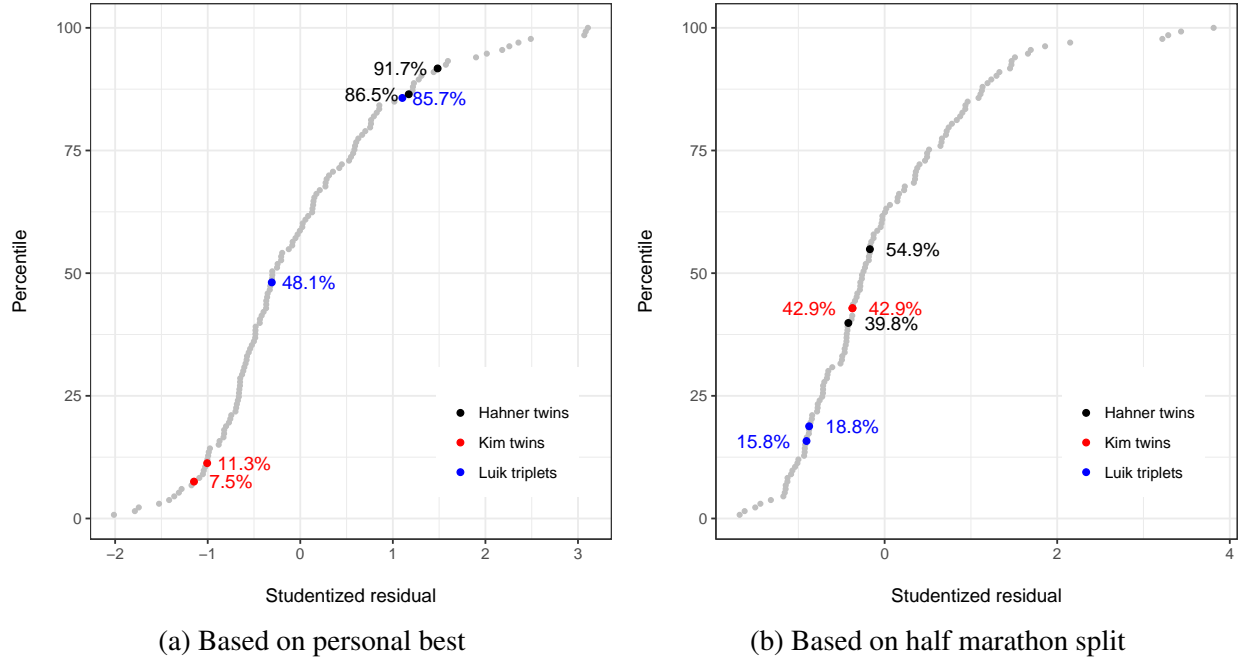 100
75
50
25
0
Percentile
91.7%
86.5%
85.7%
48.1%
11.3%
7.5%
Hahner twins
Kim twins
Luik triplets
−2 −1 0 1 2 3
Studentized residual
(a) Based on personal best
100
75
50
25
0
Percentile
54.9%
42.9% 42.9%
39.8%
18.8%
15.8%
Hahner twins
Kim twins
Luik triplets
0 2 4
Studentized residual
(b) Based on half marathon split